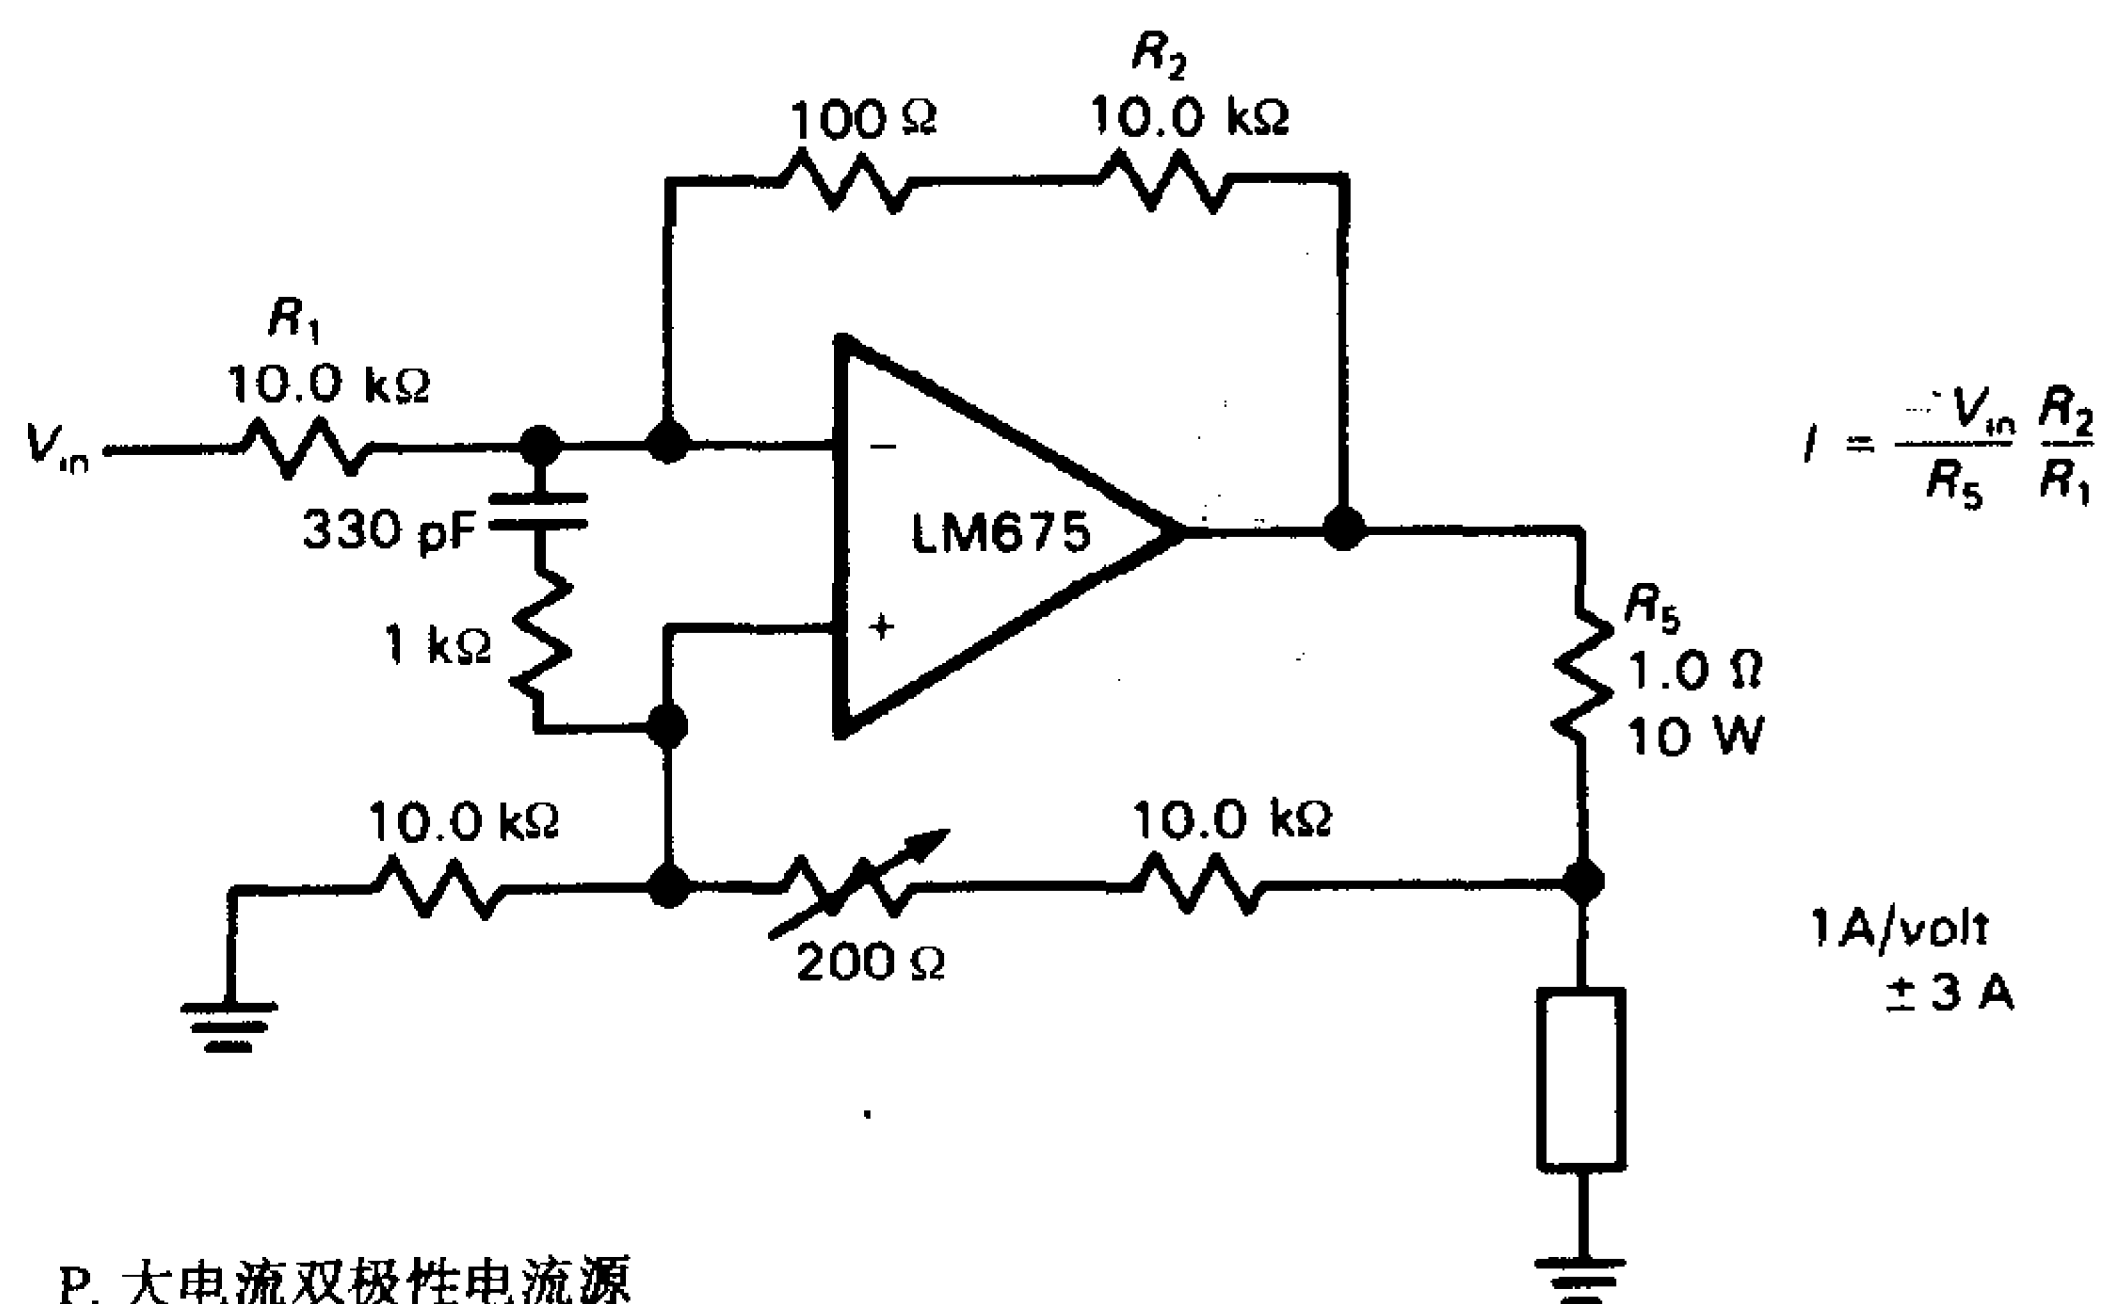 R₂
100 Ω
10.0 kΩ
R₁
10.0 kΩ
Vin
330 pF
1 kΩ
−
+
LM675
I = −Vin/R₅ R₂/R₁
R₅
1.0 Ω
10 W
10.0 kΩ
200 Ω
10.0 kΩ
1A/volt
± 3 A
P. 大电流双极性电流源